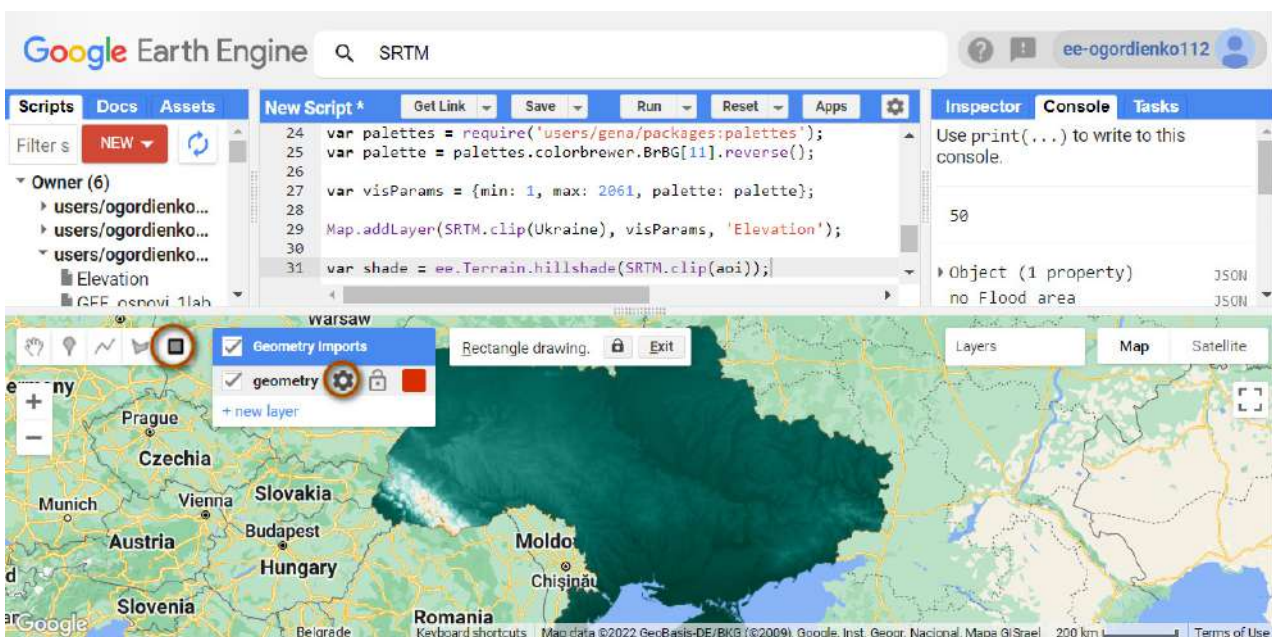 Google Earth Engine
SRTM
ee-ogordienko112
Scripts Docs Assets
Filter s
NEW
Owner (6)
users/ogordienko...
users/ogordienko...
users/ogordienko...
Elevation
GEE_osnovi_1lab
New Script *
Get Link Save Run Reset Apps
24 var palettes = require('users/gena/packages:palettes');
25 var palette = palettes.colorbrewer.BrBG[11].reverse();
26
27 var visParams = {min: 1, max: 2061, palette: palette};
28
29 Map.addLayer(SRTM.clip(Ukraine), visParams, 'Elevation');
30
31 var shade = ee.Terrain.hillshade(SRTM.clip(aoi));
Inspector Console Tasks
Use print(...) to write to this
console.
50
Object (1 property) JSON
no Flood area JSON
Warsaw
Geometry Imports
geometry
+ new layer
Rectangle drawing. Exit
Layers
Map Satellite
+
−
Prague
Czechia
Munich
Vienna
Slovakia
Austria
Budapest
Hungary
Moldo
Chișinău
Slovenia
Romania
Belgrade
Google
Keyboard shortcuts Map data ©2022 GeoBasis-DE/BKG (©2009), Google, Inst. Geogr. Nacional, Mapa GISrael 200 km Terms of Use